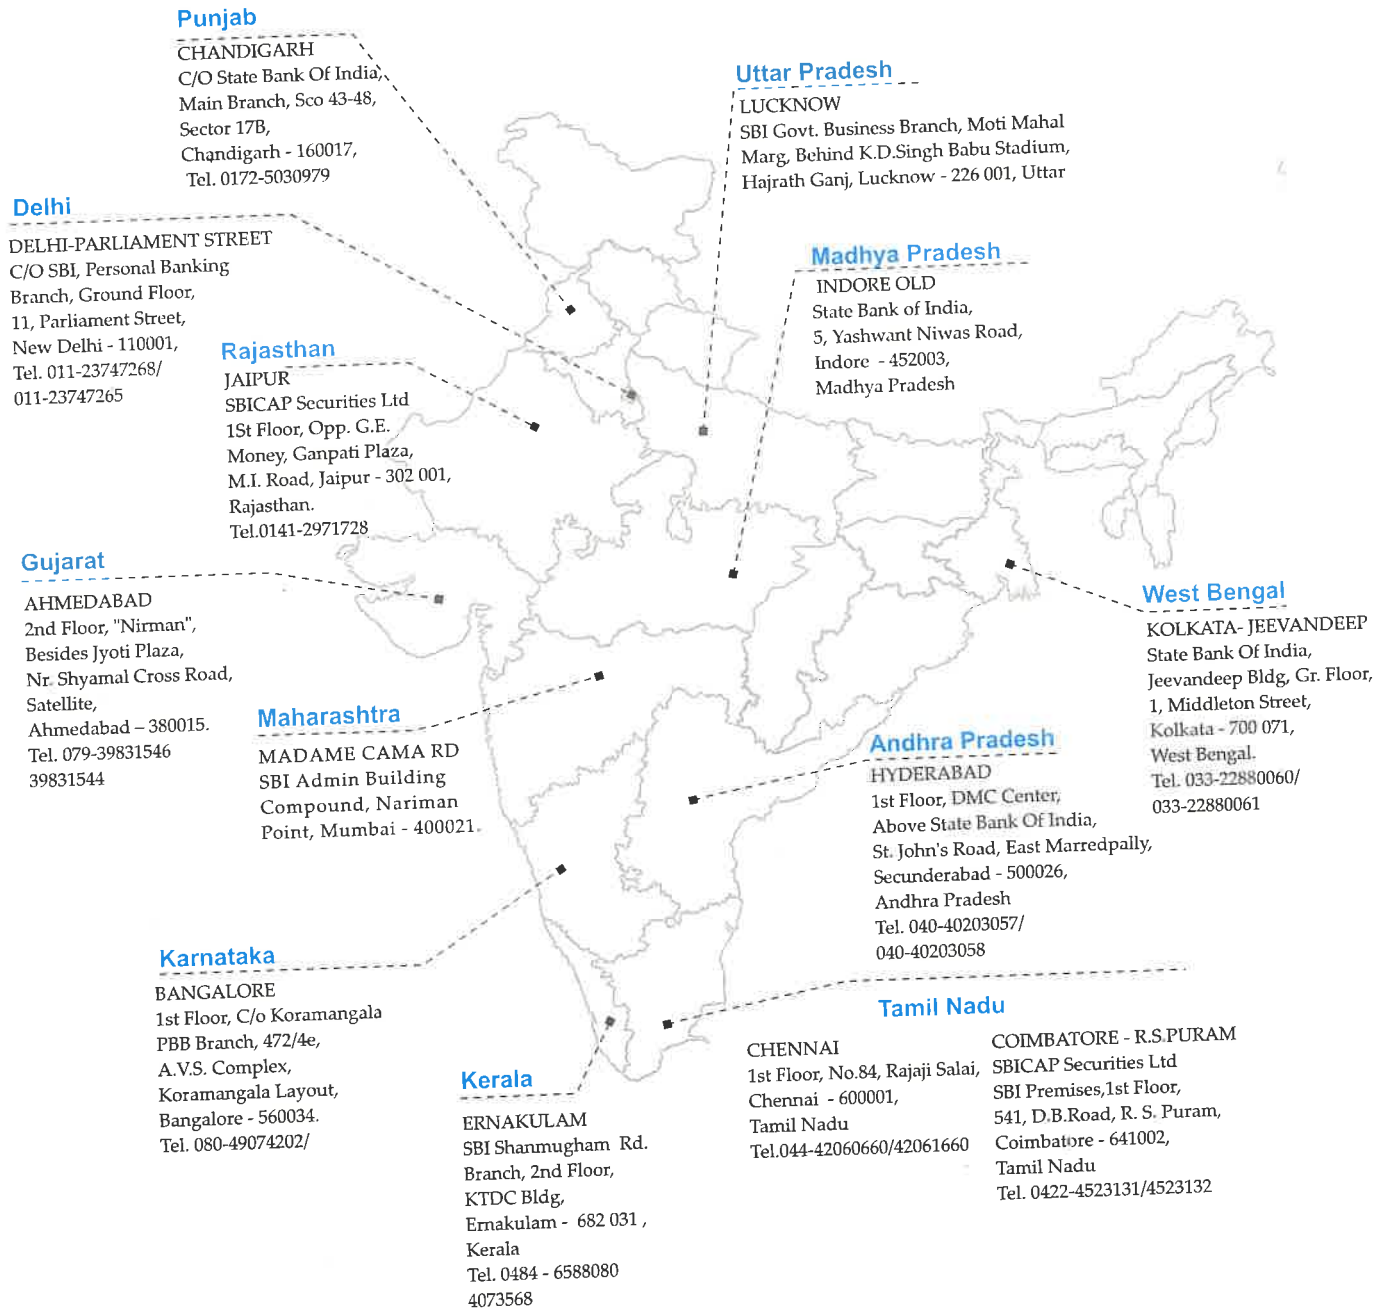 Punjab
CHANDIGARH
C/O State Bank Of India,
Main Branch, Sco 43-48,
Sector 17B,
Chandigarh - 160017,
Tel. 0172-5030979
Uttar Pradesh
LUCKNOW
SBI Govt. Business Branch, Moti Mahal
Marg, Behind K.D.Singh Babu Stadium,
Hajrath Ganj, Lucknow - 226 001, Uttar
Delhi
DELHI-PARLIAMENT STREET
C/O SBI, Personal Banking
Branch, Ground Floor,
11, Parliament Street,
New Delhi - 110001,
Tel. 011-23747268/
011-23747265
Madhya Pradesh
INDORE OLD
State Bank of India,
5, Yashwant Niwas Road,
Indore - 452003,
Madhya Pradesh
Rajasthan
JAIPUR
SBICAP Securities Ltd
1St Floor, Opp. G.E.
Money, Ganpati Plaza,
M.I. Road, Jaipur - 302 001,
Rajasthan.
Tel.0141-2971728
Gujarat
AHMEDABAD
2nd Floor, "Nirman",
Besides Jyoti Plaza,
Nr. Shyamal Cross Road,
Satellite,
Ahmedabad – 380015.
Tel. 079-39831546
39831544
West Bengal
KOLKATA- JEEVANDEEP
State Bank Of India,
Jeevandeep Bldg, Gr. Floor,
1, Middleton Street,
Kolkata - 700 071,
West Bengal.
Tel. 033-22880060/
033-22880061
Maharashtra
MADAME CAMA RD
SBI Admin Building
Compound, Nariman
Point, Mumbai - 400021.
Andhra Pradesh
HYDERABAD
1st Floor, DMC Center,
Above State Bank Of India,
St. John's Road, East Marredpally,
Secunderabad - 500026,
Andhra Pradesh
Tel. 040-40203057/
040-40203058
Karnataka
BANGALORE
1st Floor, C/o Koramangala
PBB Branch, 472/4e,
A.V.S. Complex,
Koramangala Layout,
Bangalore - 560034.
Tel. 080-49074202/
Kerala
ERNAKULAM
SBI Shanmugham Rd.
Branch, 2nd Floor,
KTDC Bldg,
Ernakulam - 682 031 ,
Kerala
Tel. 0484 - 6588080
4073568
Tamil Nadu
CHENNAI
1st Floor, No.84, Rajaji Salai,
Chennai - 600001,
Tamil Nadu
Tel.044-42060660/42061660
COIMBATORE - R.S.PURAM
SBICAP Securities Ltd
SBI Premises,1st Floor,
541, D.B.Road, R. S. Puram,
Coimbatore - 641002,
Tamil Nadu
Tel. 0422-4523131/4523132